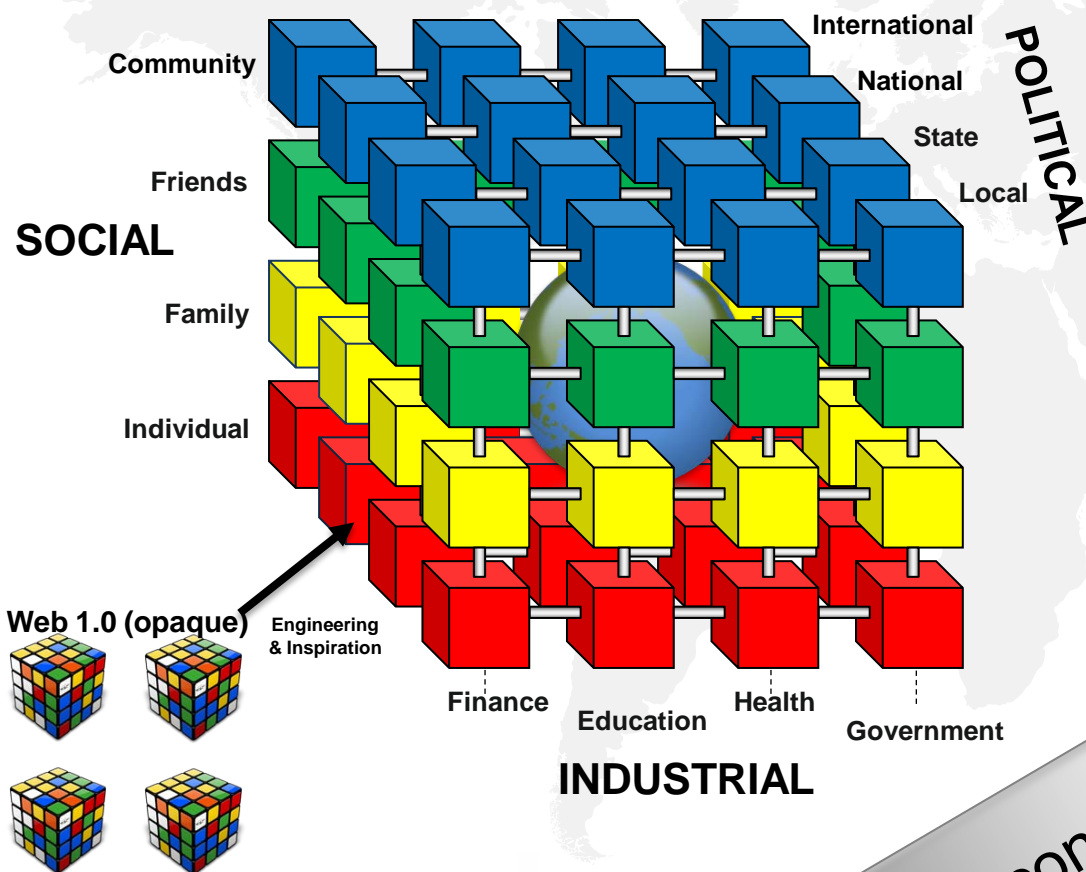 International
Community
National
POLITICAL
State
Friends
Local
SOCIAL
Family
Individual
Web 1.0 (opaque)
Engineering
& Inspiration
Finance
Education
Health
Government
INDUSTRIAL